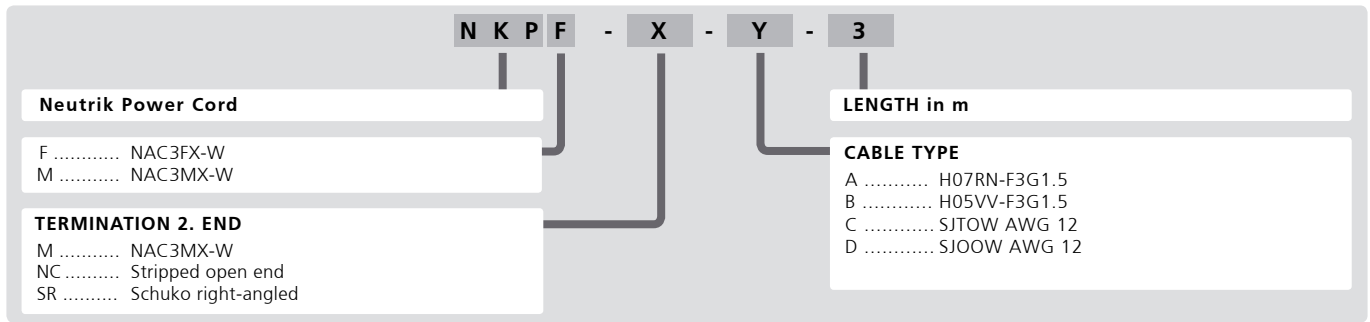 N K P F - X - Y - 3
Neutrik Power Cord
F ............ NAC3FX-W
M ........... NAC3MX-W
TERMINATION 2. END
M ........... NAC3MX-W
NC .......... Stripped open end
SR .......... Schuko right-angled
LENGTH in m
CABLE TYPE
A ........... H07RN-F3G1.5
B ............ H05VV-F3G1.5
C ............ SJTOW AWG 12
D ............ SJOOW AWG 12